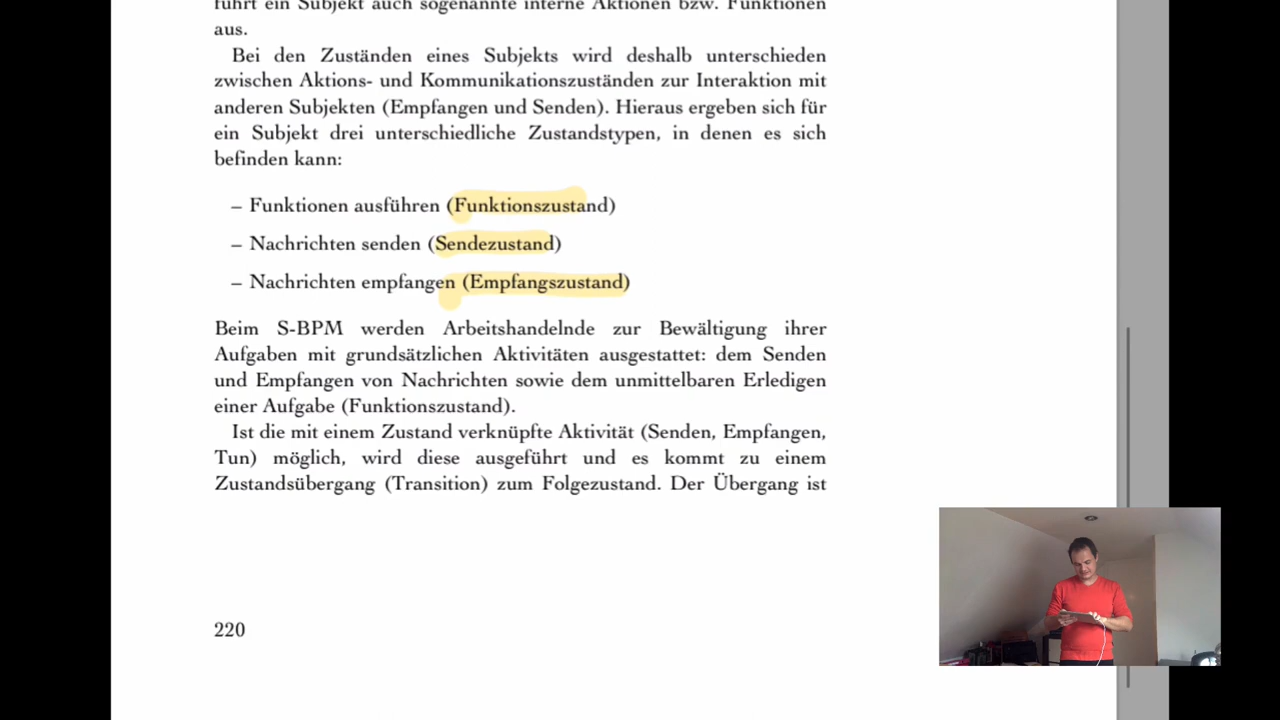 führt ein Subjekt auch sogenannte interne Aktionen bzw. Funktionen
aus.
Bei den Zuständen eines Subjekts wird deshalb unterschieden
zwischen Aktions- und Kommunikationszuständen zur Interaktion mit
anderen Subjekten (Empfangen und Senden). Hieraus ergeben sich für
ein Subjekt drei unterschiedliche Zustandstypen, in denen es sich
befinden kann:
– Funktionen ausführen (Funktionszustand)
– Nachrichten senden (Sendezustand)
– Nachrichten empfangen (Empfangszustand)
Beim S-BPM werden Arbeitshandelnde zur Bewältigung ihrer
Aufgaben mit grundsätzlichen Aktivitäten ausgestattet: dem Senden
und Empfangen von Nachrichten sowie dem unmittelbaren Erledigen
einer Aufgabe (Funktionszustand).
Ist die mit einem Zustand verknüpfte Aktivität (Senden, Empfangen,
Tun) möglich, wird diese ausgeführt und es kommt zu einem
Zustandsübergang (Transition) zum Folgezustand. Der Übergang ist
220